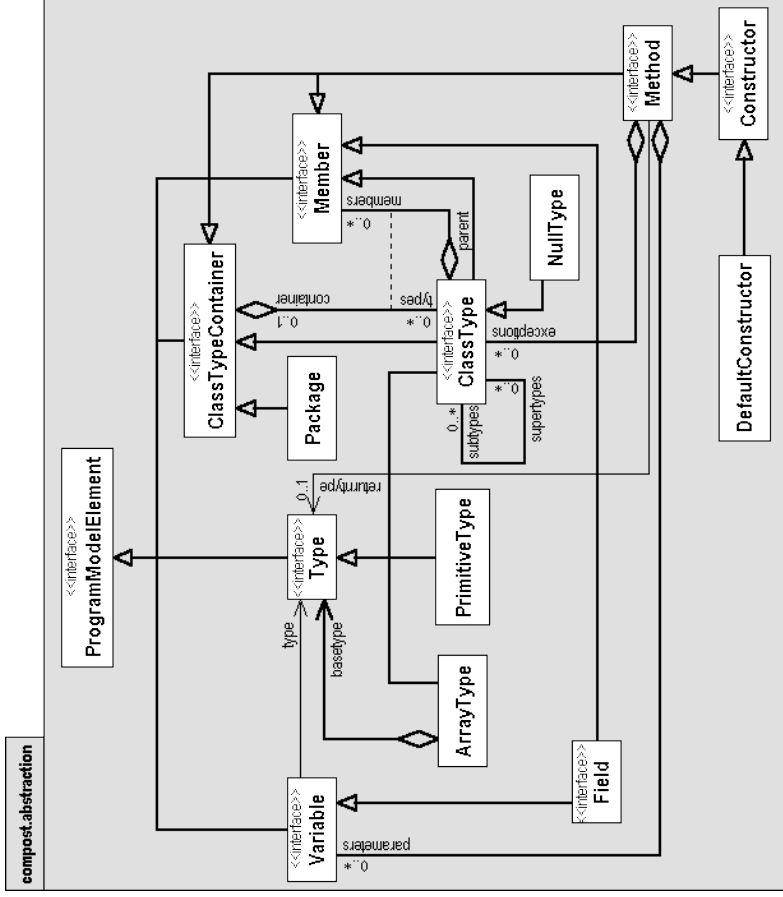 compost.abstraction
<<interface>>
ProgramModelElement
<<interface>>
Variable
type
<<interface>>
Type
<<interface>>
ClassTypeContainer
<<interface>>
Member
Package
basetype
0..1
returntype
0..1
container
types
0..*
members
0..*
parent
<<interface>>
ClassType
ArrayType
PrimitiveType
NullType
0..*
subtypes
supertypes
0..*
exceptions
0..*
parameters
0..*
<<interface>>
Field
<<interface>>
Method
<<interface>>
Constructor
DefaultConstructor